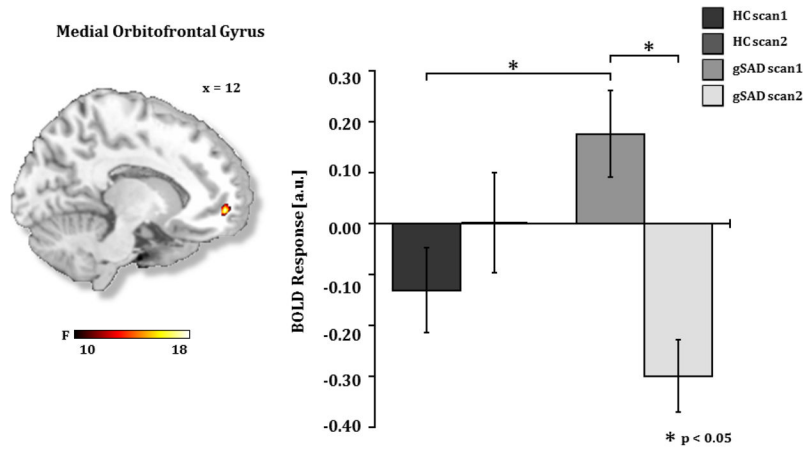 Medial Orbitofrontal Gyrus
x = 12
F
10 18
HC scan1
HC scan2
gSAD scan1
gSAD scan2
*
*
BOLD Response [a.u.]
0.30
0.20
0.10
0.00
-0.10
-0.20
-0.30
-0.40
* p < 0.05